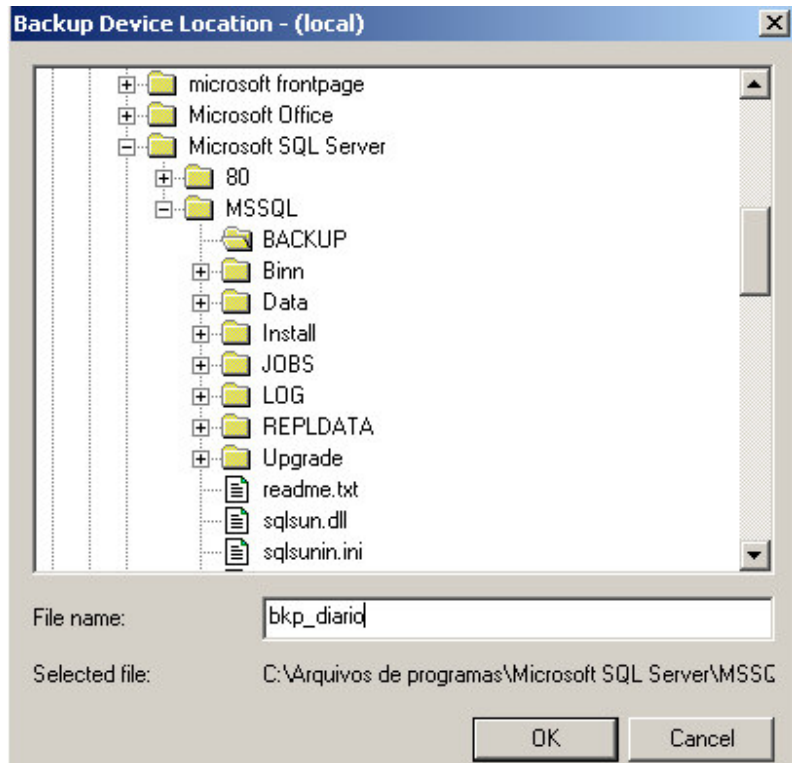 Backup Device Location - (local)
microsoft frontpage
Microsoft Office
Microsoft SQL Server
80
MSSQL
BACKUP
Binn
Data
Install
JOBS
LOG
REPLDATA
Upgrade
readme.txt
sqlsun.dll
sqlsunin.ini
File name: bkp_diario
Selected file: C:\Arquivos de programas\Microsoft SQL Server\MSSQ
OK Cancel